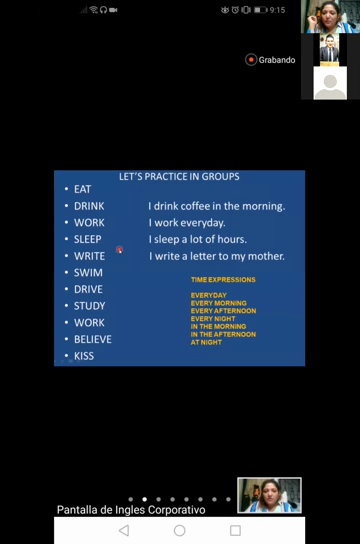 9:15
Grabando
LET'S PRACTICE IN GROUPS
• EAT
• DRINK I drink coffee in the morning.
• WORK I work everyday.
• SLEEP I sleep a lot of hours.
• WRITE I write a letter to my mother.
• SWIM
• DRIVE
• STUDY
• WORK
• BELIEVE
• KISS
TIME EXPRESSIONS
EVERYDAY
EVERY MORNING
EVERY AFTERNOON
EVERY NIGHT
IN THE MORNING
IN THE AFTERNOON
AT NIGHT
Pantalla de Ingles Corporativo